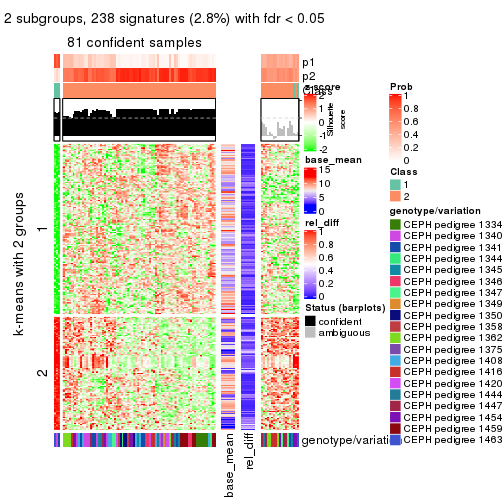 2 subgroups, 238 signatures (2.8%) with fdr < 0.05
81 confident samples
p1
p2
Class
Silhouette score
k-means with 2 groups
1
2
base_mean
rel_diff
genotype/variation
z-score
2
1
0
-1
-2
base_mean
15
10
5
0
rel_diff
1
0.8
0.6
0.4
0.2
0
Status (barplots)
confident
ambiguous
Prob
1
0.8
0.6
0.4
0.2
0
Class
1
2
genotype/variation
CEPH pedigree 1334
CEPH pedigree 1340
CEPH pedigree 1341
CEPH pedigree 1344
CEPH pedigree 1345
CEPH pedigree 1346
CEPH pedigree 1347
CEPH pedigree 1349
CEPH pedigree 1350
CEPH pedigree 1358
CEPH pedigree 1362
CEPH pedigree 1375
CEPH pedigree 1408
CEPH pedigree 1416
CEPH pedigree 1420
CEPH pedigree 1444
CEPH pedigree 1447
CEPH pedigree 1454
CEPH pedigree 1459
CEPH pedigree 1463